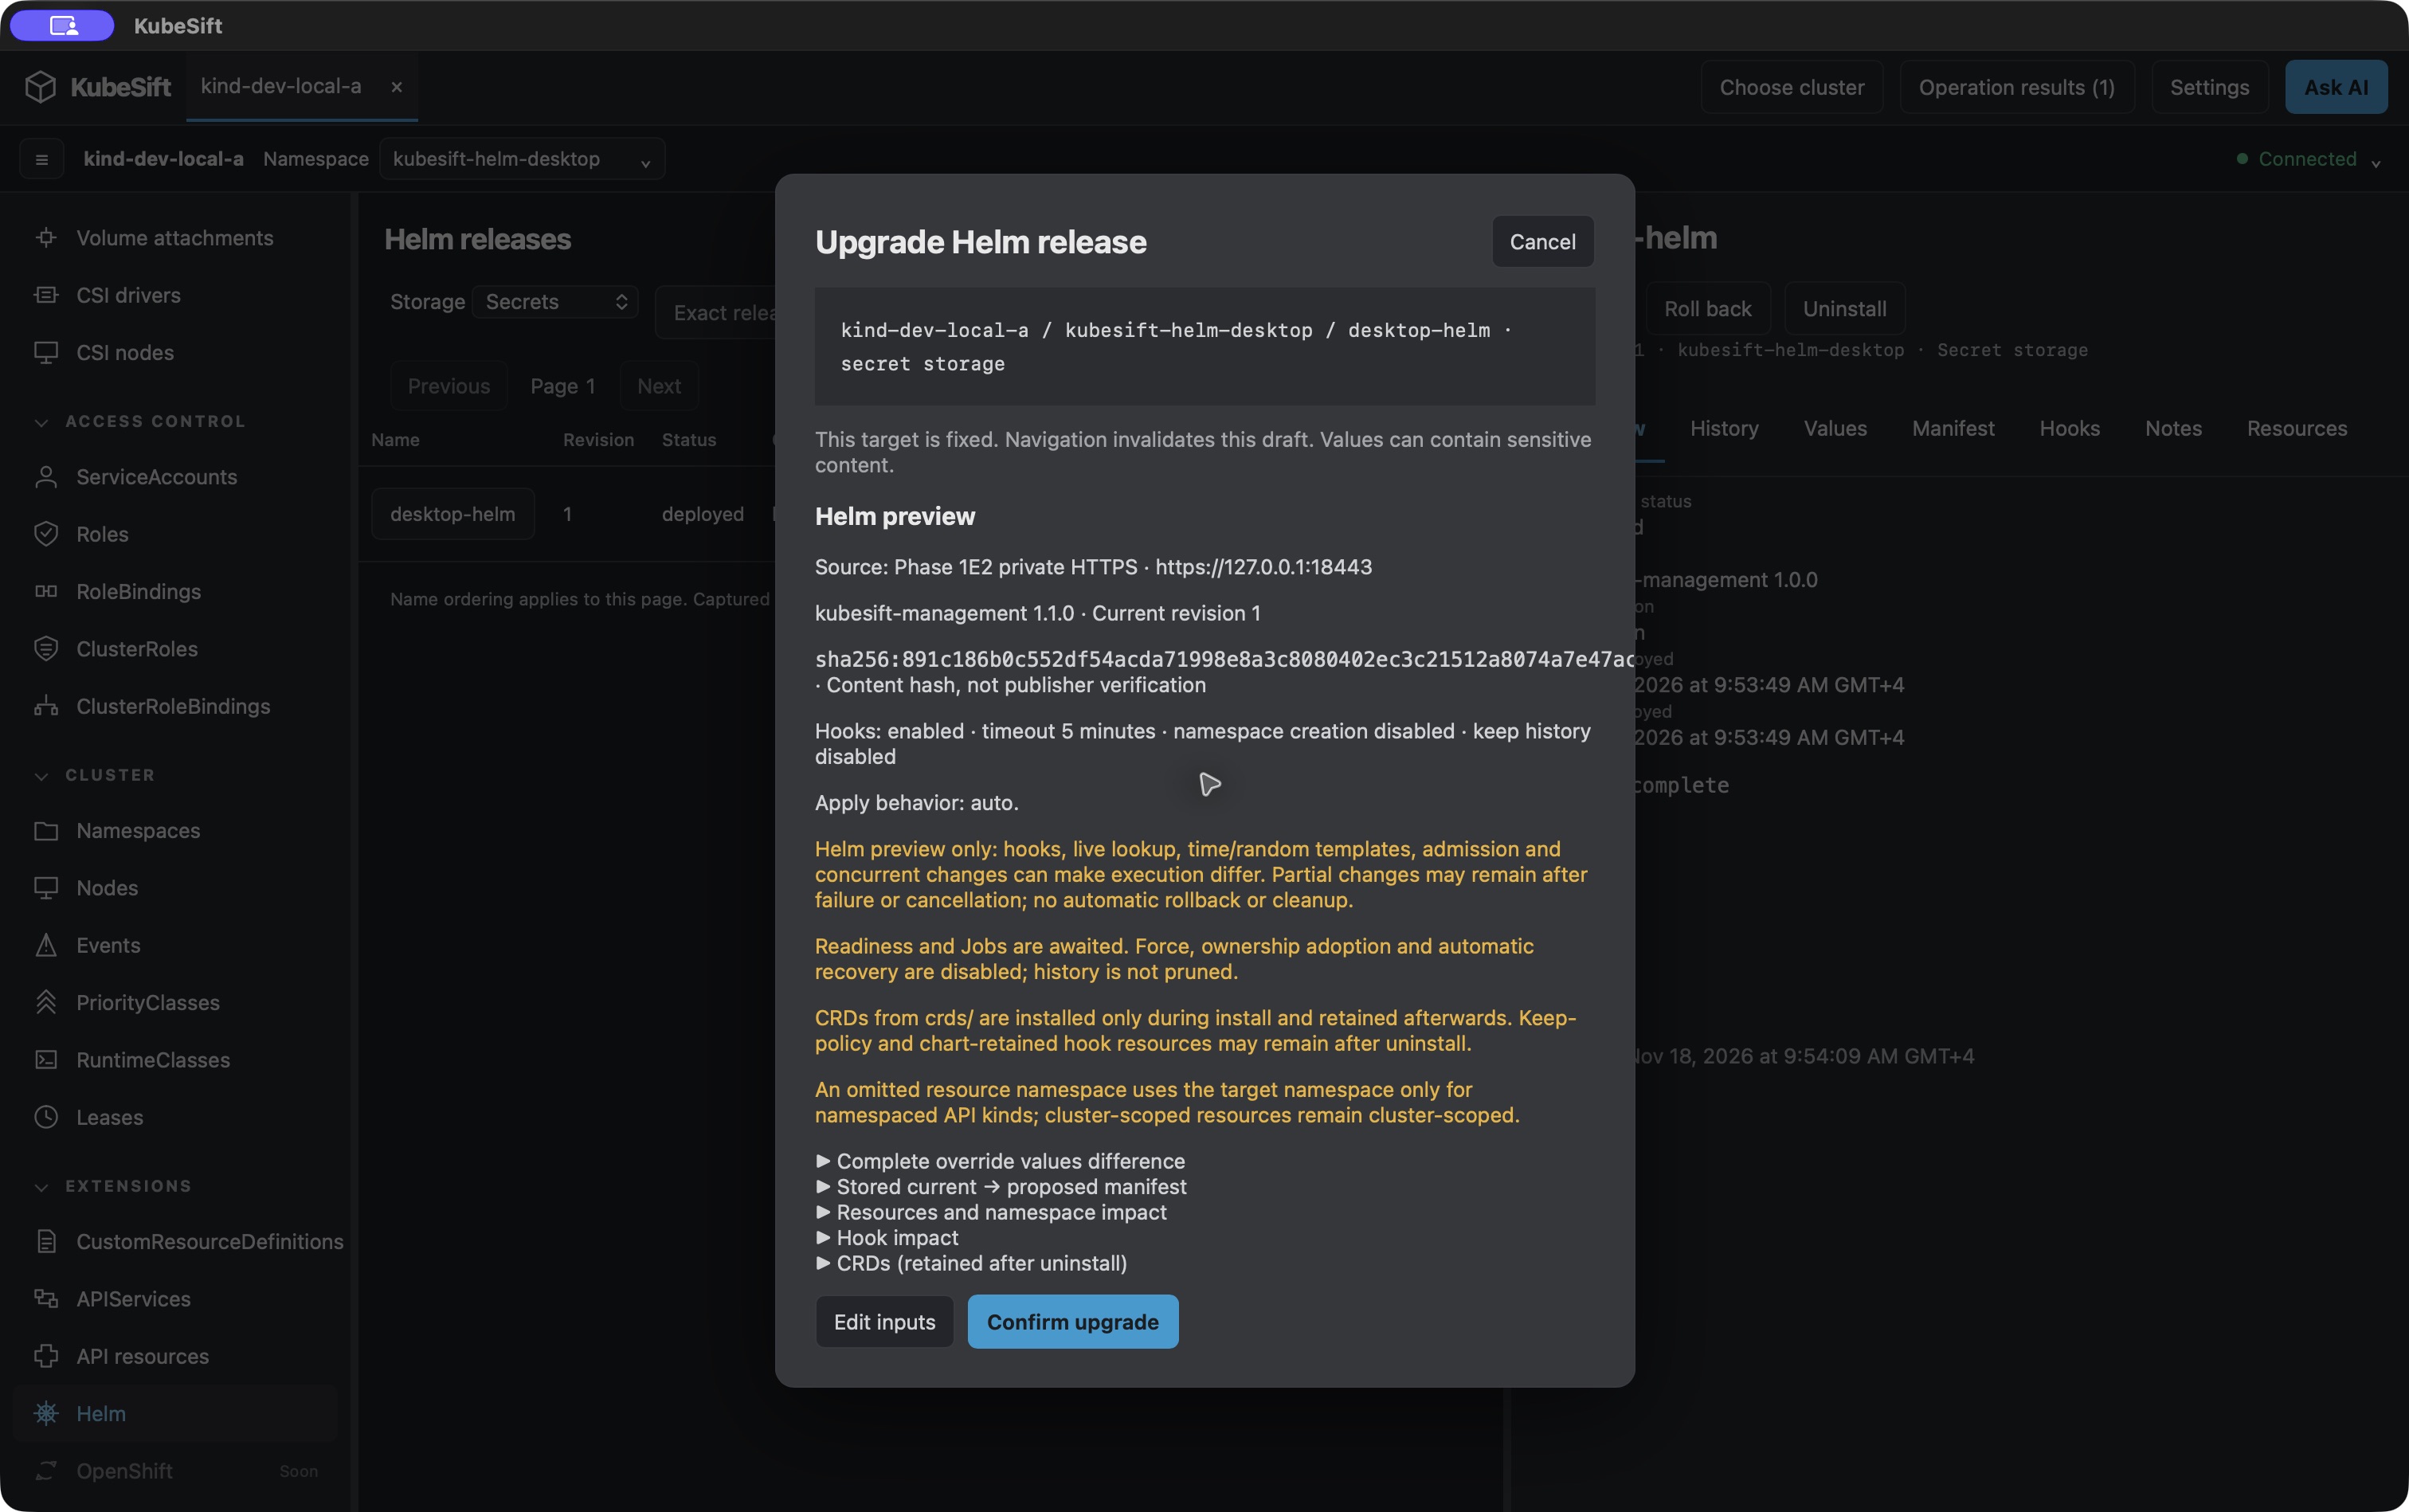 KubeSift
KubeSift
kind-dev-local-a ×
Choose cluster
Operation results (1)
Settings
Ask AI
kind-dev-local-a Namespace kubesift-helm-desktop
Connected
Volume attachments
CSI drivers
CSI nodes
ACCESS CONTROL
ServiceAccounts
Roles
RoleBindings
ClusterRoles
ClusterRoleBindings
CLUSTER
Namespaces
Nodes
Events
PriorityClasses
RuntimeClasses
Leases
EXTENSIONS
CustomResourceDefinitions
APIServices
API resources
Helm
OpenShift Soon
Helm releases
Storage Secrets Exact
Previous Page 1 Next
Name Revision Status
desktop-helm 1 deployed
Name ordering applies to this page. Captured
Upgrade Helm release
Cancel
kind-dev-local-a / kubesift-helm-desktop / desktop-helm ·
secret storage
This target is fixed. Navigation invalidates this draft. Values can contain sensitive
content.
Helm preview
Source: Phase 1E2 private HTTPS · https://127.0.0.1:18443
kubesift-management 1.1.0 · Current revision 1
sha256:891c186b0c552df54acda71998e8a3c8080402ec3c21512a8074a7e47ac
· Content hash, not publisher verification
Hooks: enabled · timeout 5 minutes · namespace creation disabled · keep history
disabled
Apply behavior: auto.
Helm preview only: hooks, live lookup, time/random templates, admission and
concurrent changes can make execution differ. Partial changes may remain after
failure or cancellation; no automatic rollback or cleanup.
Readiness and Jobs are awaited. Force, ownership adoption and automatic
recovery are disabled; history is not pruned.
CRDs from crds/ are installed only during install and retained afterwards. Keep-
policy and chart-retained hook resources may remain after uninstall.
An omitted resource namespace uses the target namespace only for
namespaced API kinds; cluster-scoped resources remain cluster-scoped.
Complete override values difference
Stored current → proposed manifest
Resources and namespace impact
Hook impact
CRDs (retained after uninstall)
Edit inputs
Confirm upgrade
-helm
Roll back
Uninstall
1 · kubesift-helm-desktop · Secret storage
History
Values
Manifest
Hooks
Notes
Resources
status
-management 1.0.0
2026 at 9:53:49 AM GMT+4
2026 at 9:53:49 AM GMT+4
complete
Nov 18, 2026 at 9:54:09 AM GMT+4